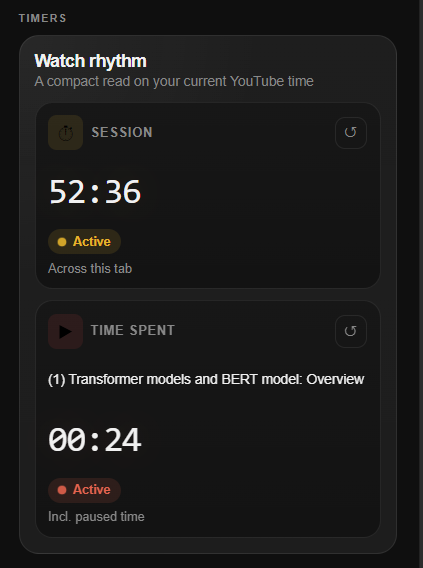 TIMERS
Watch rhythm
A compact read on your current YouTube time
SESSION
52:36
Active
Across this tab
TIME SPENT
(1) Transformer models and BERT model: Overview
00:24
Active
Incl. paused time